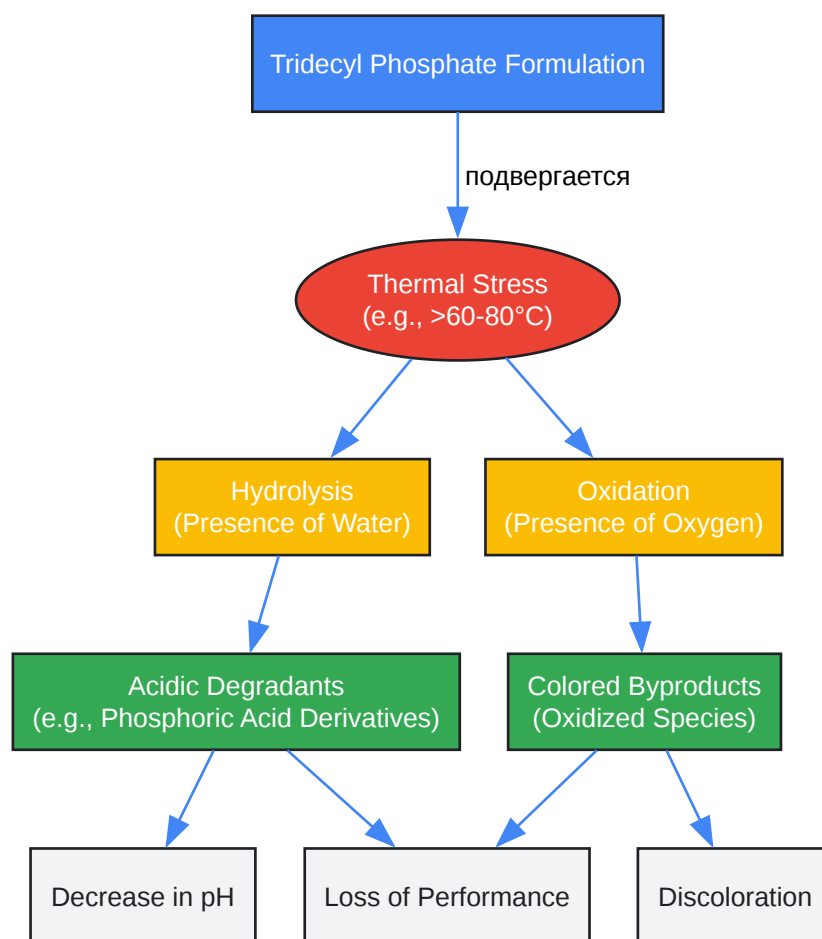 Tridecyl Phosphate Formulation
подвергается
Thermal Stress
(e.g., >60-80°C)
Hydrolysis
(Presence of Water)
Oxidation
(Presence of Oxygen)
Acidic Degradants
(e.g., Phosphoric Acid Derivatives)
Colored Byproducts
(Oxidized Species)
Decrease in pH
Loss of Performance
Discoloration